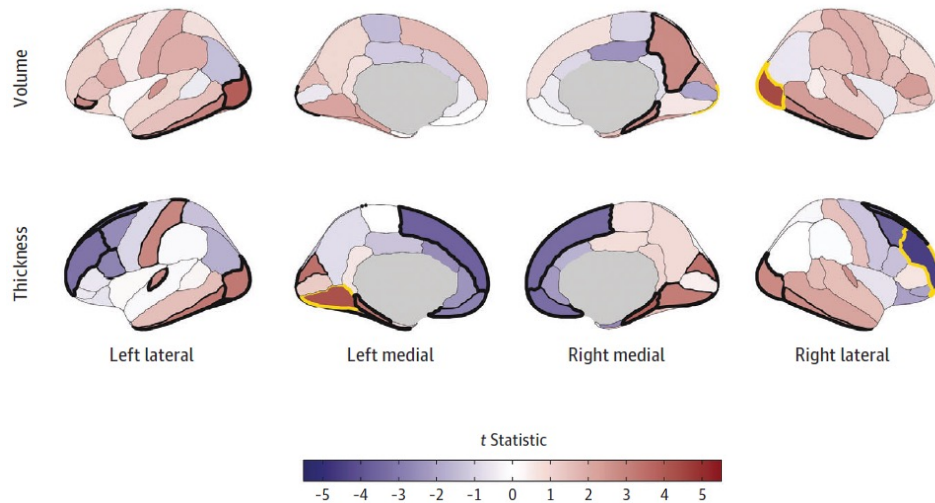 Volume
Thickness
Left lateral
Left medial
Right medial
Right lateral
t Statistic
-5 -4 -3 -2 -1 0 1 2 3 4 5